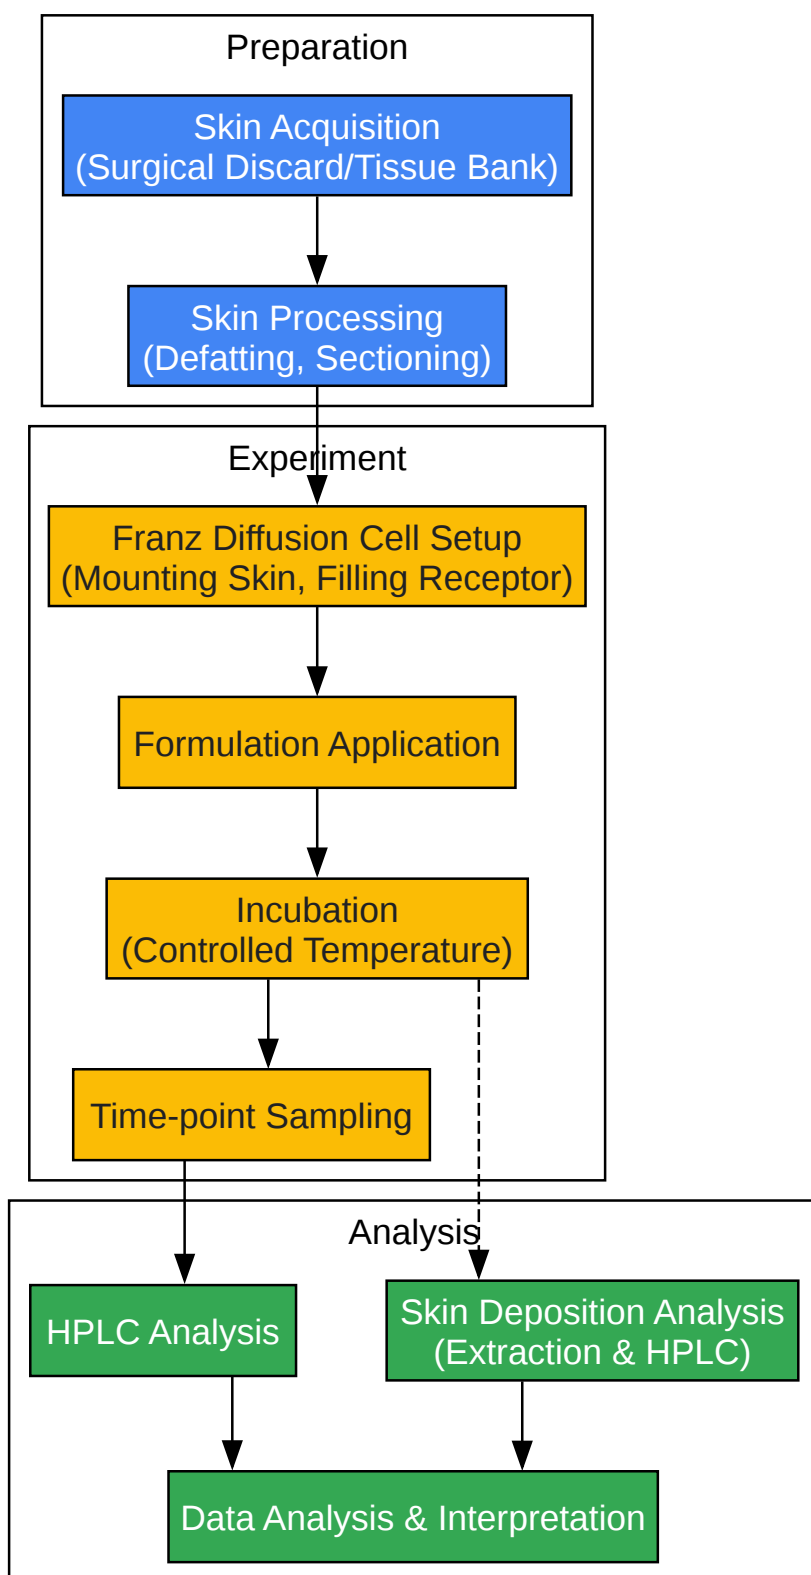 Preparation
Skin Acquisition
(Surgical Discard/Tissue Bank)
Skin Processing
(Defatting, Sectioning)
Experiment
Franz Diffusion Cell Setup
(Mounting Skin, Filling Receptor)
Formulation Application
Incubation
(Controlled Temperature)
Time-point Sampling
Analysis
HPLC Analysis
Skin Deposition Analysis
(Extraction & HPLC)
Data Analysis & Interpretation